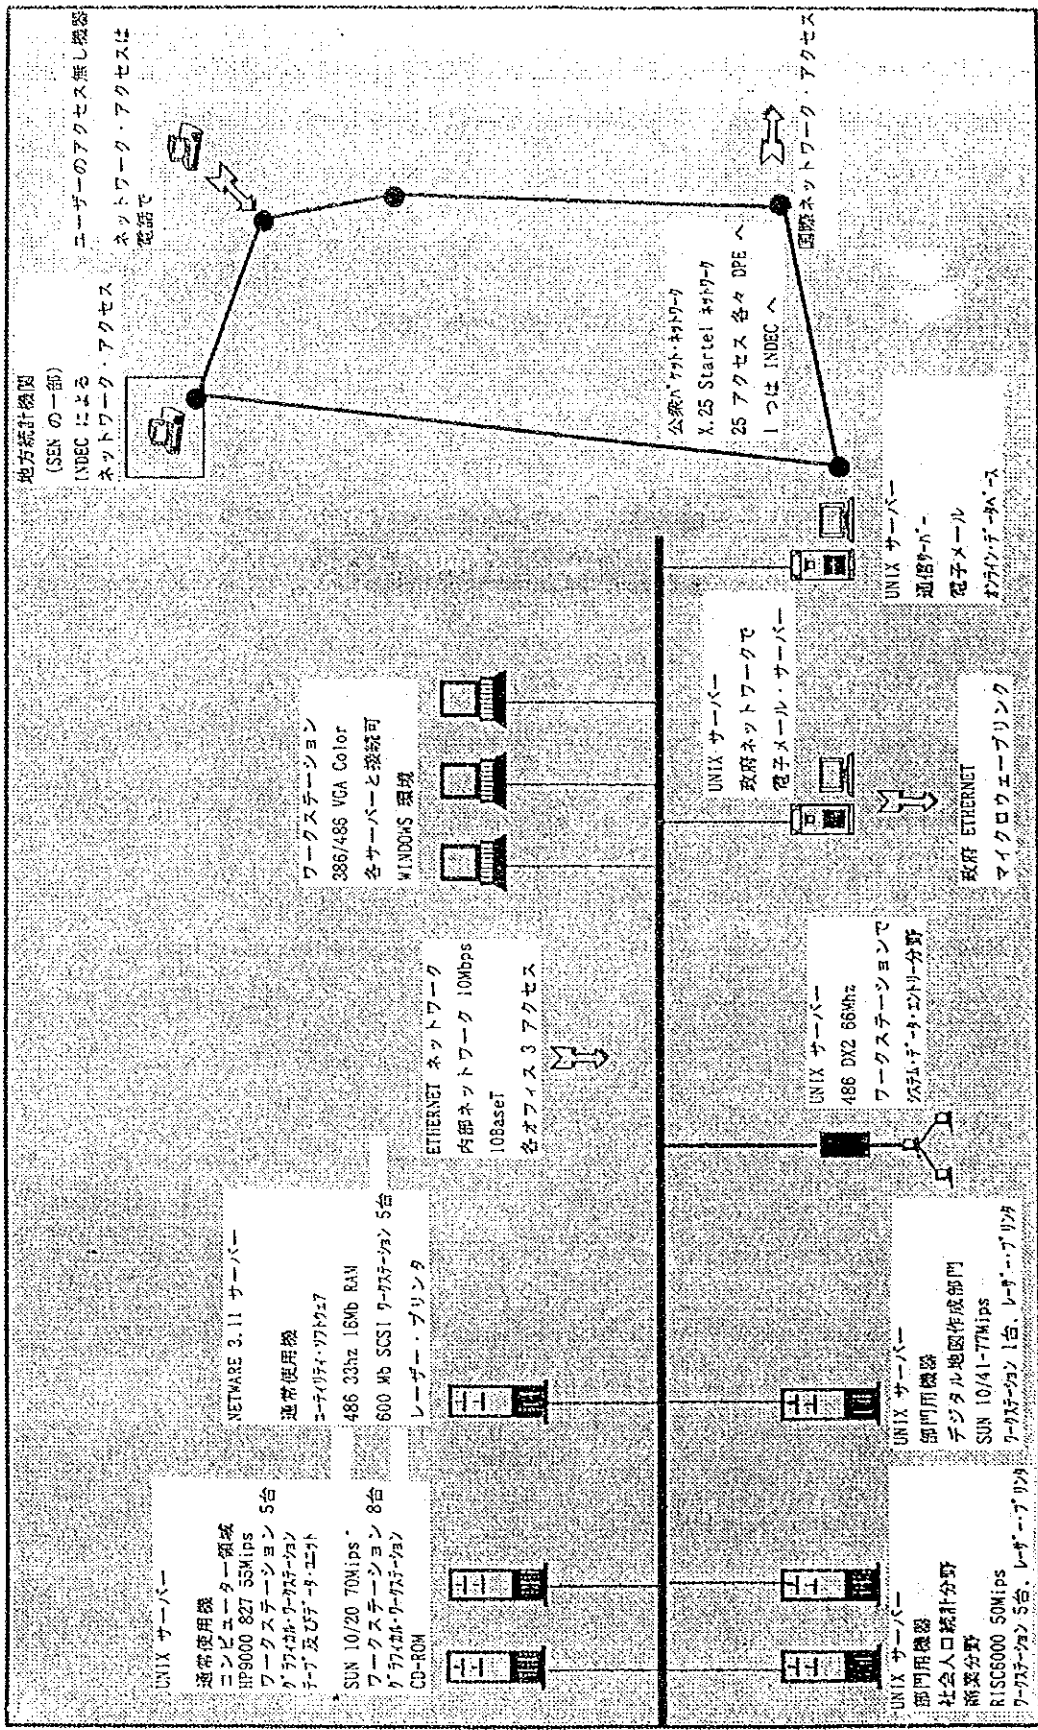 UNIX サーバー
通常使用機
コンピューター領域
HP9000 827 55Mips
ワークステーション 5台
グラフィカル・ワークステーション
テープ及びデータ・ユニット
SUN 10/20 70Mips
ワークステーション 8台
グラフィカル・ワークステーション
CD-ROM
NETWARE 3.11 サーバー
通常使用機
ユーティリティ・ソフトウェア
486 33hz 16Mb RAM
600 Mb SCSI ワークステーション 5台
レーザー・プリンタ
ETHERNET ネットワーク
内部ネットワーク 10Mbps
10BaseT
各オフィス 3 アクセス
ワークステーション
386/486 VGA Color
各サーバーと接続可
WINDOWS 環境
地方統計機関
(SEN の一部)
INDEC による
ネットワーク・アクセス
ユーザーのアクセス無し機器
ネットワーク・アクセスは
電話で
公衆パケット・ネットワーク
X.25 Startel ネットワーク
25 アクセス 各々 DPE へ
1 つは INDEC へ
国際ネットワーク・アクセス
UNIX サーバー
部門用機器
社会人口統計分野
商業分野
RISC6000 50Mips
ワークステーション 5台、レーザー・プリンタ
UNIX サーバー
部門用機器
デジタル地図作成部門
SUN 10/41-77Mips
ワークステーション 1台、レーザー・プリンタ
UNIX サーバー
486 DX2 66Mhz
ワークステーションで
システム・データ・エントリー分野
UNIX サーバー
政府ネットワークで
電子メール・サーバー
政府 ETHERNET
マイクロウェーブリンク
UNIX サーバー
通信サーバー
電子メール
オンライン・データベース